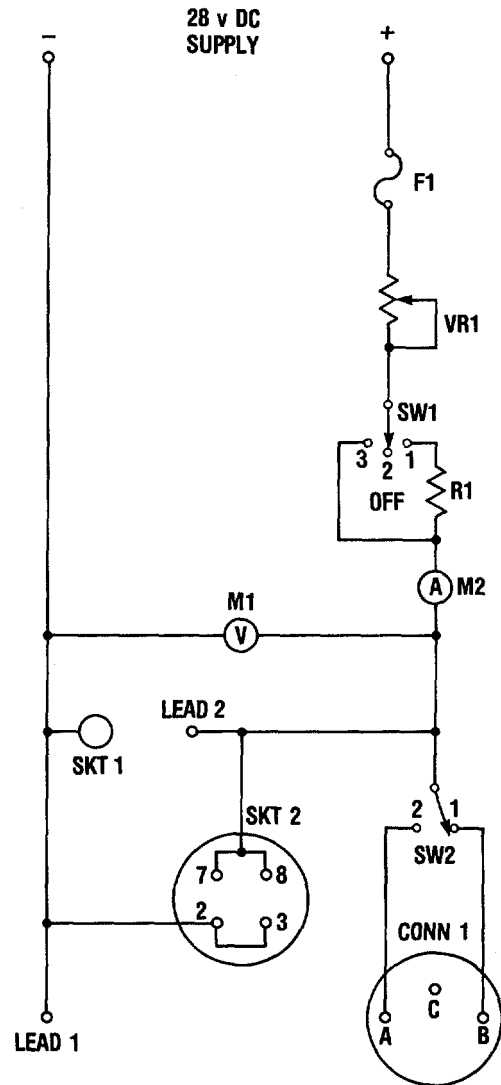 28 v DC
SUPPLY
− +
F1
VR1
SW1
3 2 1
OFF
R1
A M2
M1
V
LEAD 2
SKT 1
SKT 2
2 1
SW2
7 8
2 3
CONN 1
C
A B
LEAD 1